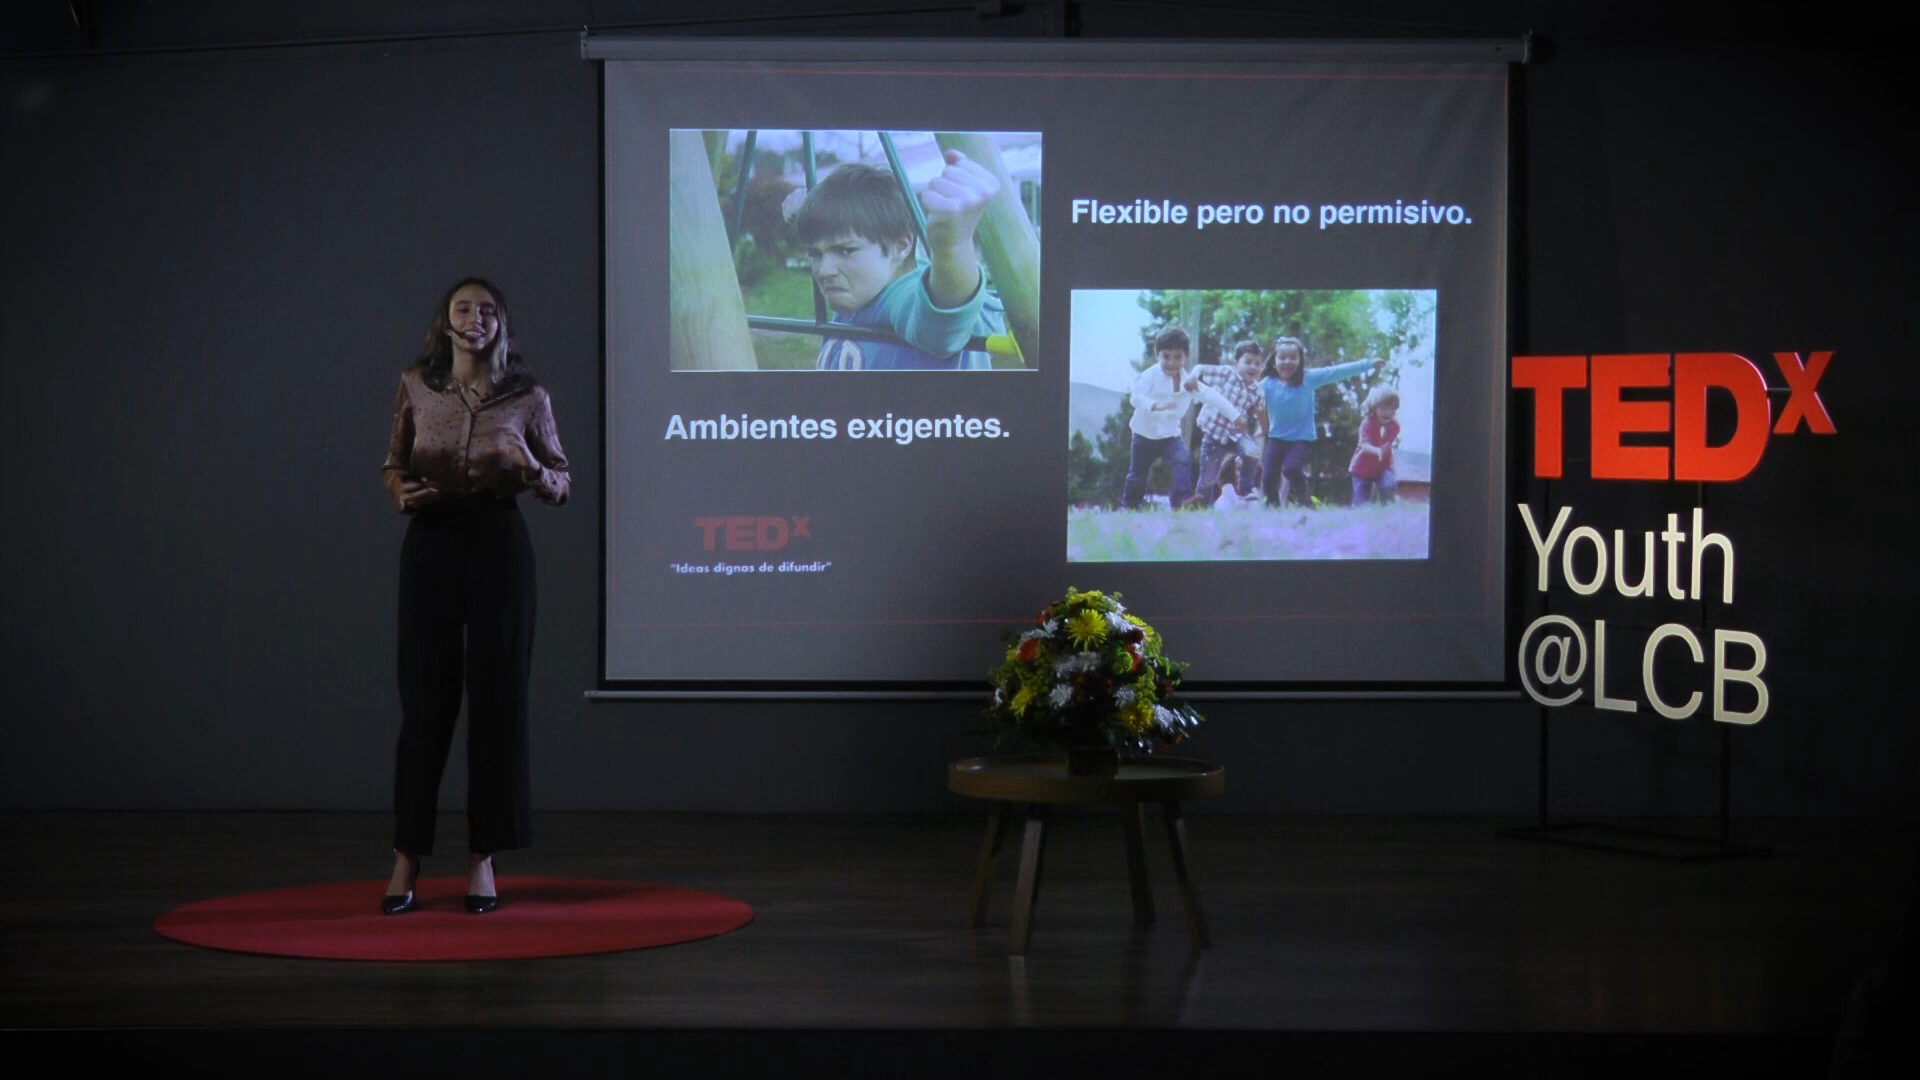 Flexible pero no permisivo.
Ambientes exigentes.
TEDx
"Ideas dignas de difundir"
TEDx
Youth
@LCB